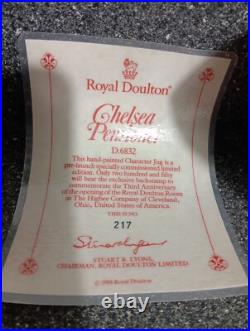 Royal Doulton®
Chelsea
Pensioner
D.6832
This hand-painted Character Jug is a
pre-launch specially commissioned limited
edition. Only two hundred and fifty
will bear the exclusive backstamp to
commemorate the Third Anniversary
of the opening of the Royal Doulton Room
at The Higbee Company of Cleveland,
Ohio, United States of America.
THIS IS NO.
217
STUART R. LYONS,
CHAIRMAN, ROYAL DOULTON LIMITED